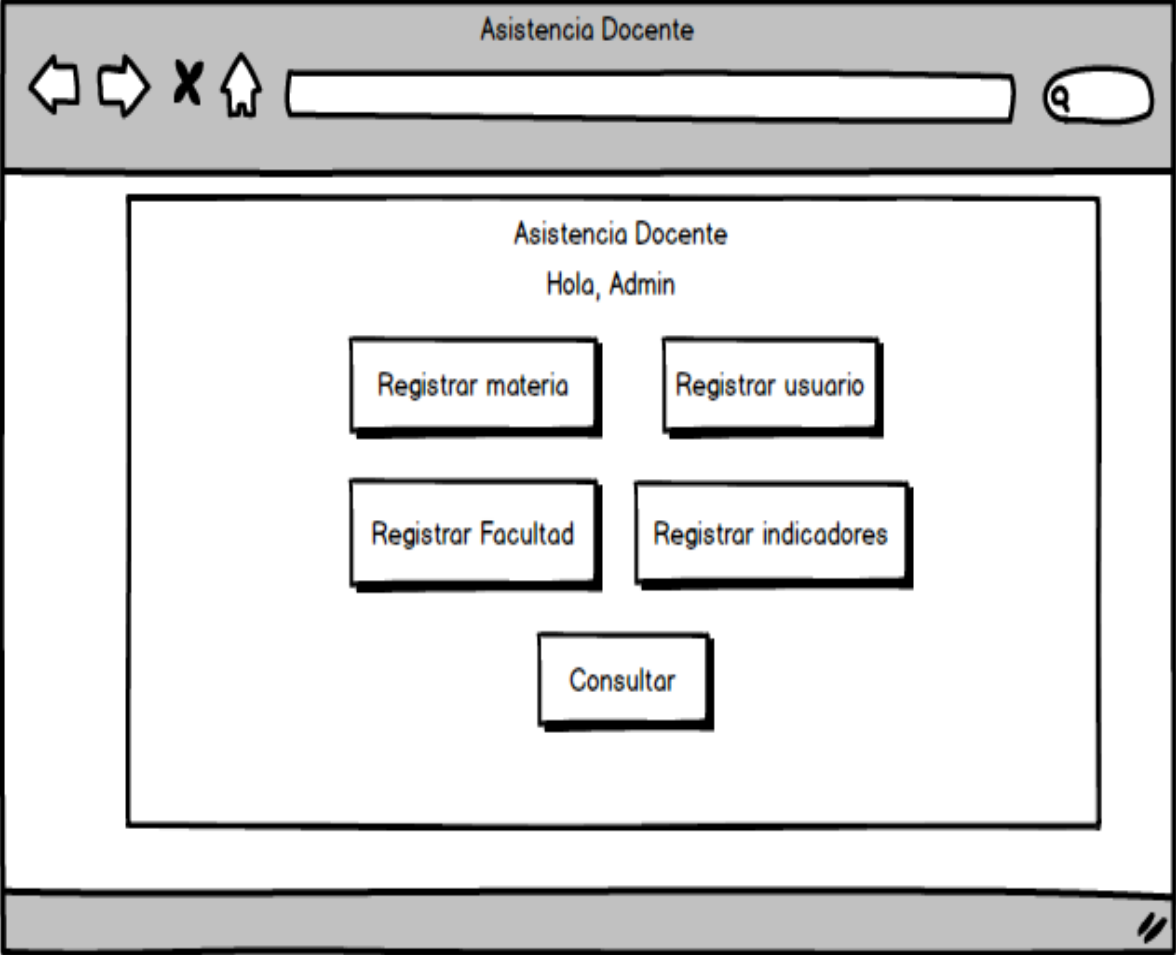 Asistencia Docente
Asistencia Docente
Hola, Admin
Registrar materia
Registrar usuario
Registrar Facultad
Registrar indicadores
Consultar